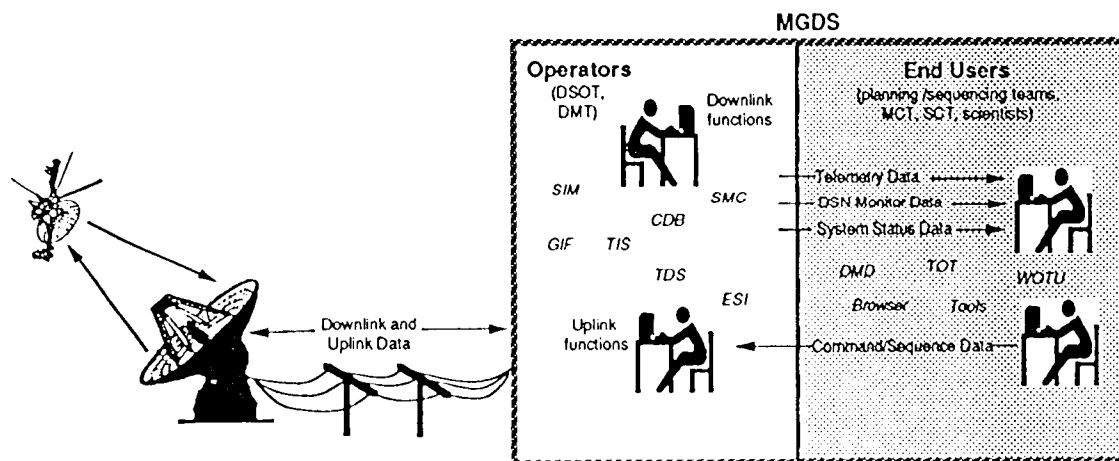 MGDS
Operators
(DSOT,
DMT)
Downlink
functions
SIM
SMC
CDB
GIF
TIS
TDS
ESI
Uplink
functions
Downlink and
Uplink Data
End Users
(planning/sequencing teams,
MCT, SCT, scientists)
Telemetry Data
DSN Monitor Data
System Status Data
DMD
TOT
WOTU
Browser
Tools
Command/Sequence Data